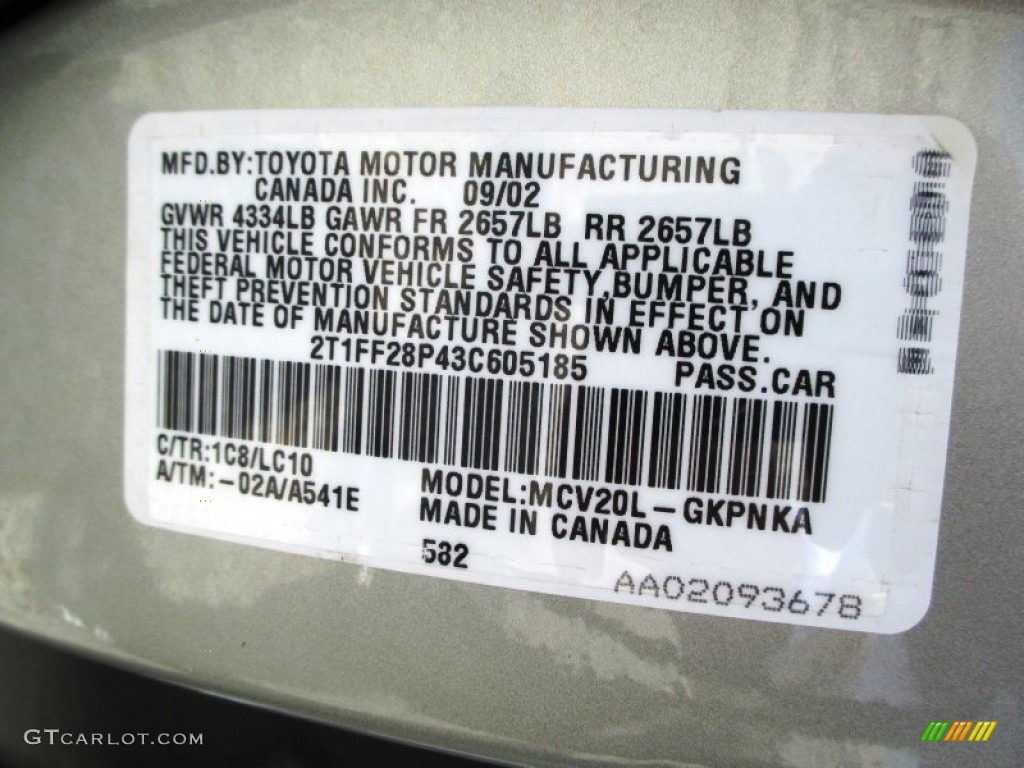 MFD.BY:TOYOTA MOTOR MANUFACTURING
CANADA INC. 09/02
GVWR 4334LB GAWR FR 2657LB RR 2657LB
THIS VEHICLE CONFORMS TO ALL APPLICABLE
FEDERAL MOTOR VEHICLE SAFETY,BUMPER, AND
THEFT PREVENTION STANDARDS IN EFFECT ON
THE DATE OF MANUFACTURE SHOWN ABOVE.
2T1FF28P43C605185 PASS.CAR
C/TR:1C8/LC10
A/TM:-02A/A541E
MODEL:MCV20L-GKPNKA
MADE IN CANADA
582
AA02093678
GTCARLOT.COM